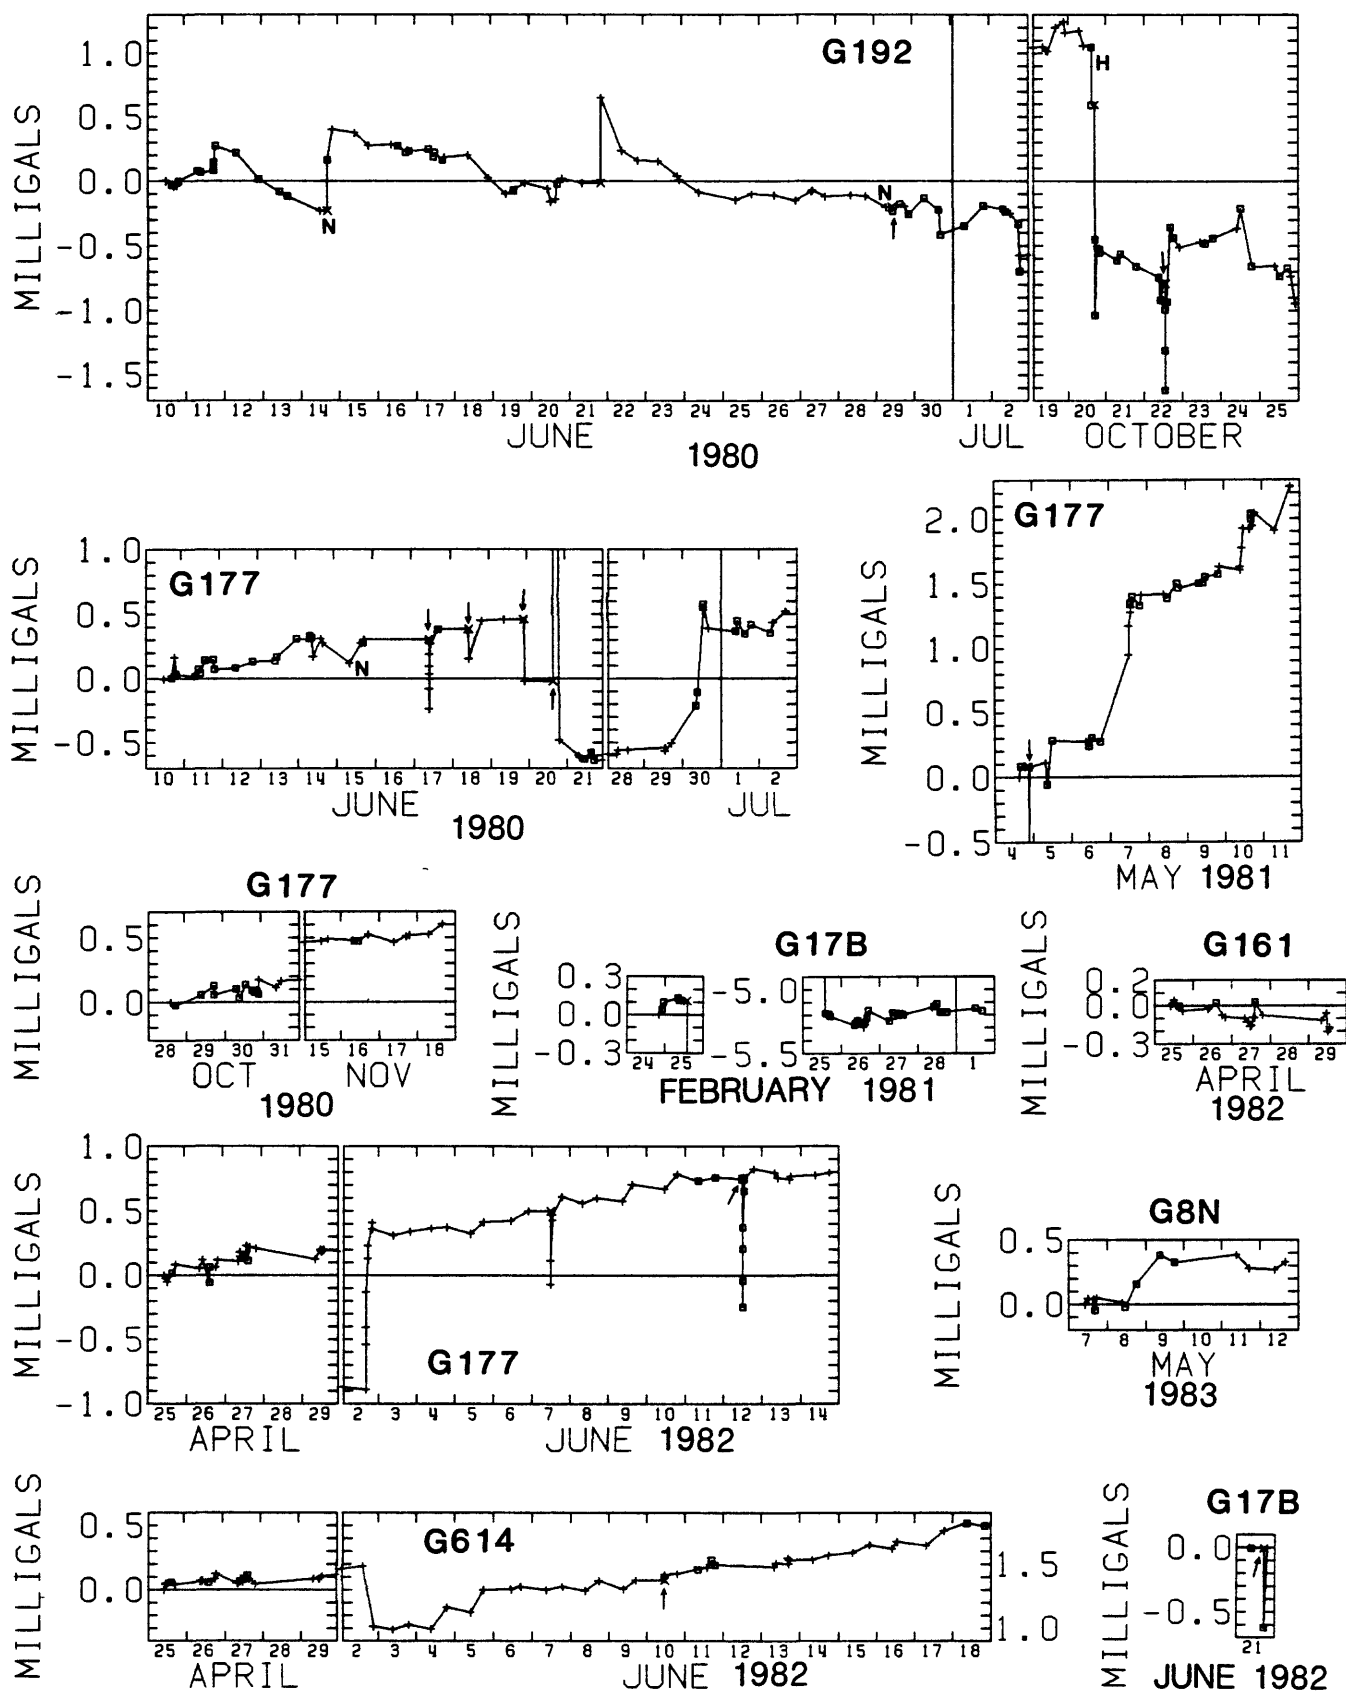 G192
MILLIGALS
1.0
0.5
0.0
-0.5
-1.0
-1.5
N
N
H
10 11 12 13 14 15 16 17 18 19 20 21 22 23 24 25 26 27 28 29 30 1 2
19 20 21 22 23 24 25
JUNE JUL OCTOBER
1980
G177
MILLIGALS
1.0
0.5
0.0
-0.5
N
10 11 12 13 14 15 16 17 18 19 20 21
28 29 30 1 2
JUNE JUL
1980
G177
MILLIGALS
2.0
1.5
1.0
0.5
0.0
-0.5
4 5 6 7 8 9 10 11
MAY 1981
G177
MILLIGALS
0.5
0.0
28 29 30 31
15 16 17 18
OCT NOV
1980
G17B
MILLIGALS
0.3
0.0
-0.3
24 25
-5.0
-5.5
25 26 27 28 1
FEBRUARY 1981
G161
MILLIGALS
0.2
0.0
-0.3
25 26 27 28 29
APRIL
1982
G177
MILLIGALS
1.0
0.5
0.0
-0.5
-1.0
25 26 27 28 29
2 3 4 5 6 7 8 9 10 11 12 13 14
APRIL JUNE 1982
G8N
MILLIGALS
0.5
0.0
7 8 9 10 11 12
MAY
1983
G614
MILLIGALS
0.5
0.0
1.5
1.0
25 26 27 28 29
2 3 4 5 6 7 8 9 10 11 12 13 14 15 16 17 18
APRIL JUNE 1982
G17B
MILLIGALS
0.0
-0.5
21
JUNE 1982